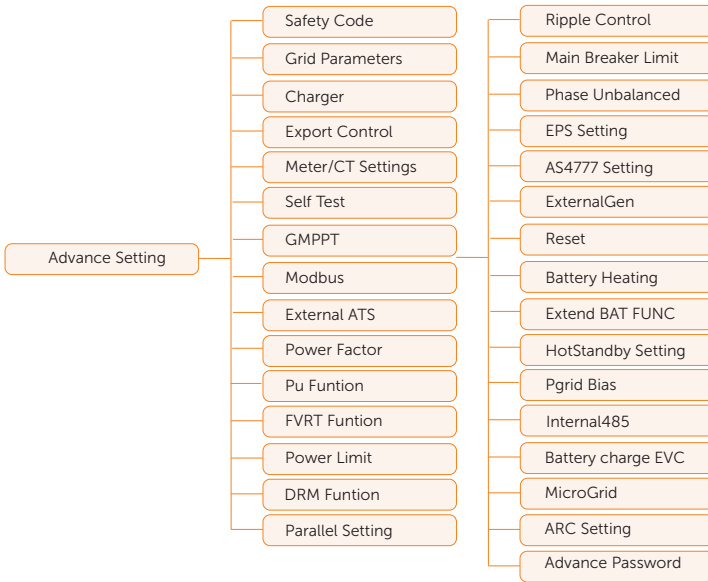 Advance Setting
Safety Code
Grid Parameters
Charger
Export Control
Meter/CT Settings
Self Test
GMPPT
Modbus
External ATS
Power Factor
Pu Funtion
FVRT Funtion
Power Limit
DRM Funtion
Parallel Setting
Ripple Control
Main Breaker Limit
Phase Unbalanced
EPS Setting
AS4777 Setting
ExternalGen
Reset
Battery Heating
Extend BAT FUNC
HotStandby Setting
Pgrid Bias
Internal485
Battery charge EVC
MicroGrid
ARC Setting
Advance Password